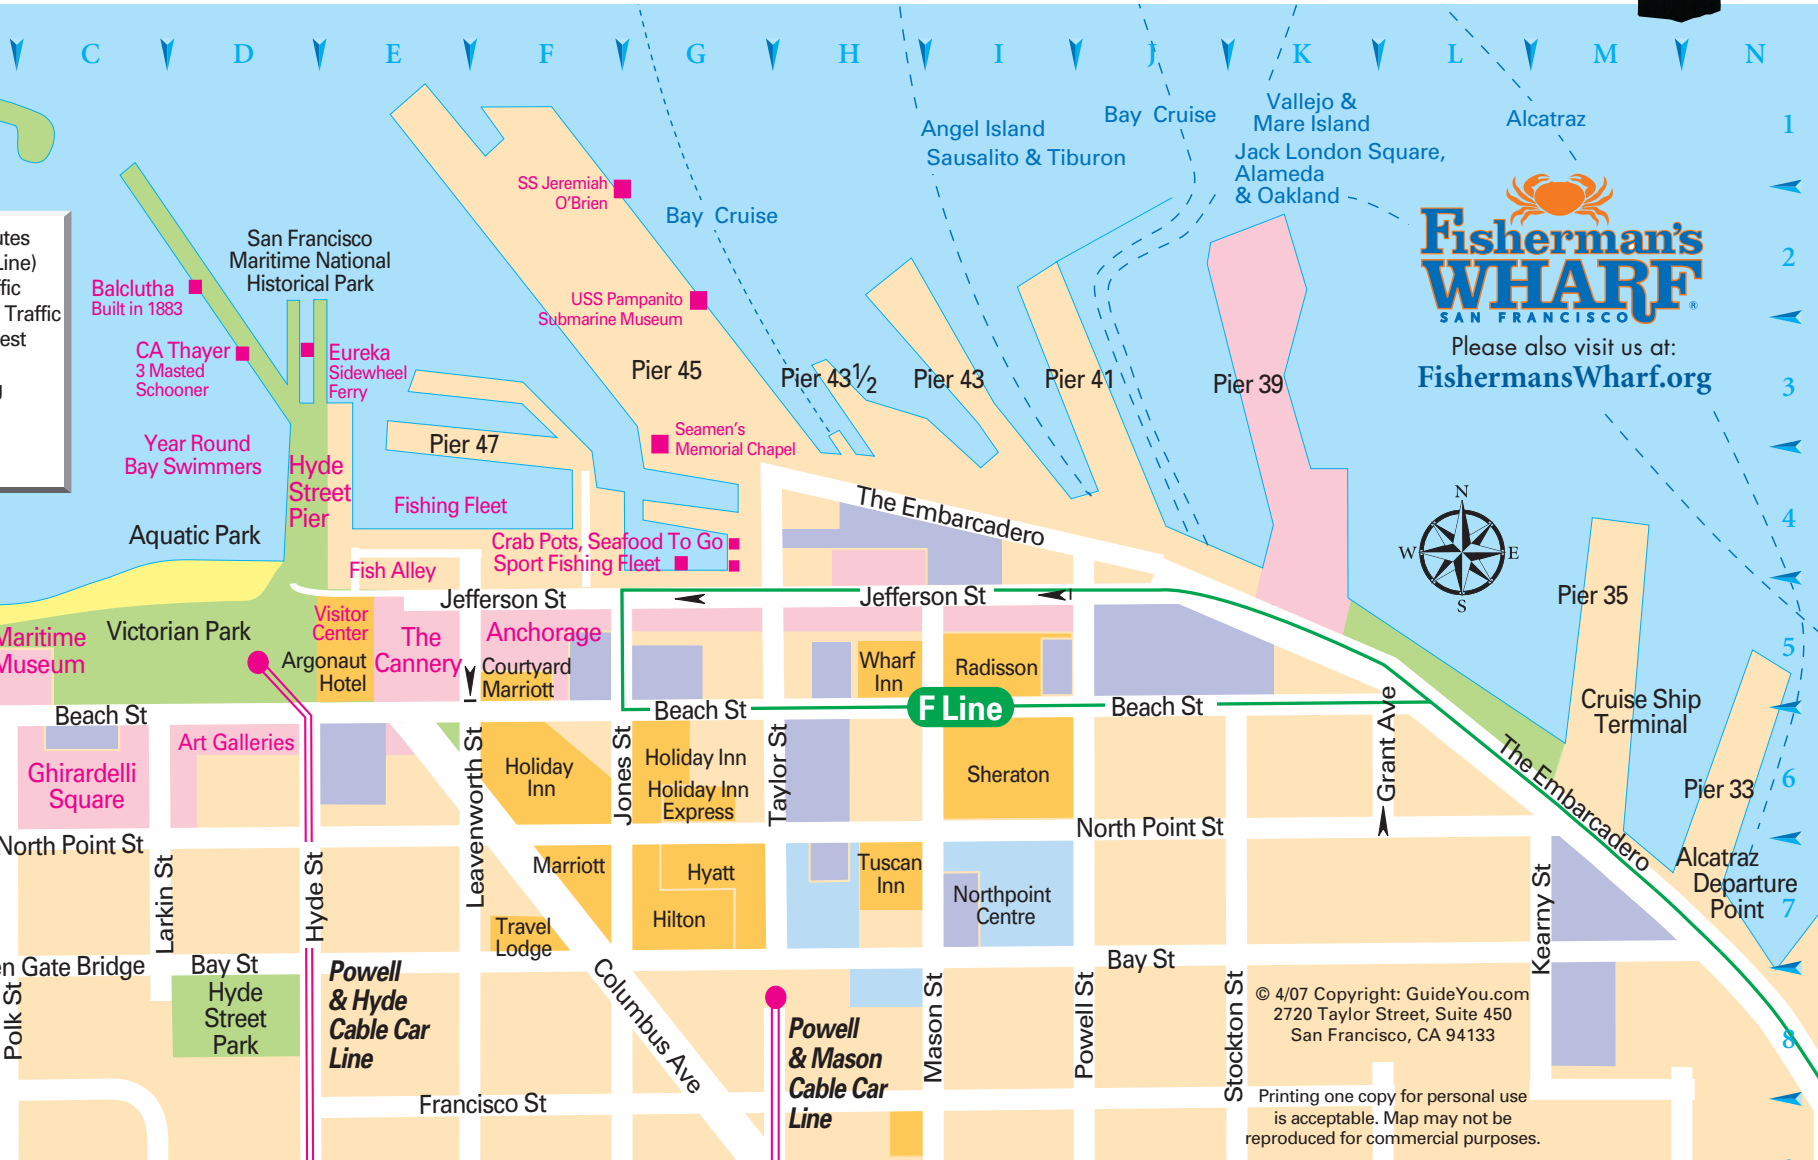 C D E F G H I J K L M N
1
2
3
4
5
6
7
8
Line)
Traffic
San Francisco
Maritime National
Historical Park
Balclutha
Built in 1883
CA Thayer
3 Masted
Schooner
Eureka
Sidewheel
Ferry
Year Round
Bay Swimmers
Hyde
Street
Pier
Aquatic Park
SS Jeremiah
O'Brien
USS Pampanito
Submarine Museum
Pier 45
Pier 47
Seamen's
Memorial Chapel
Fishing Fleet
Crab Pots, Seafood To Go
Sport Fishing Fleet
Fish Alley
Bay Cruise
Angel Island
Sausalito & Tiburon
Bay Cruise
Vallejo &
Mare Island
Jack London Square,
Alameda
& Oakland
Alcatraz
Pier 43½
Pier 43
Pier 41
Pier 39
Fisherman's
WHARF®
SAN FRANCISCO
Please also visit us at:
FishermansWharf.org
N
W E
S
Pier 35
Cruise Ship
Terminal
Pier 33
Alcatraz
Departure
Point
The Embarcadero
The Embarcadero
Jefferson St
Jefferson St
Maritime
Museum
Victorian Park
Visitor
Center
Argonaut
Hotel
The
Cannery
Anchorage
Courtyard
Marriott
Wharf
Inn
Radisson
Beach St
Beach St
F Line
Beach St
Ghirardelli
Square
Art Galleries
Holiday
Inn
Holiday Inn
Holiday Inn
Express
Sheraton
North Point St
North Point St
Marriott
Hyatt
Hilton
Travel
Lodge
Tuscan
Inn
Northpoint
Centre
Bay St
Bay St
Gate Bridge
Hyde
Street
Park
Polk St
Larkin St
Hyde St
Leavenworth St
Jones St
Taylor St
Columbus Ave
Mason St
Powell St
Stockton St
Grant Ave
Kearny St
Francisco St
Powell
& Hyde
Cable Car
Line
Powell
& Mason
Cable Car
Line
© 4/07 Copyright: GuideYou.com
2720 Taylor Street, Suite 450
San Francisco, CA 94133
Printing one copy for personal use
is acceptable. Map may not be
reproduced for commercial purposes.